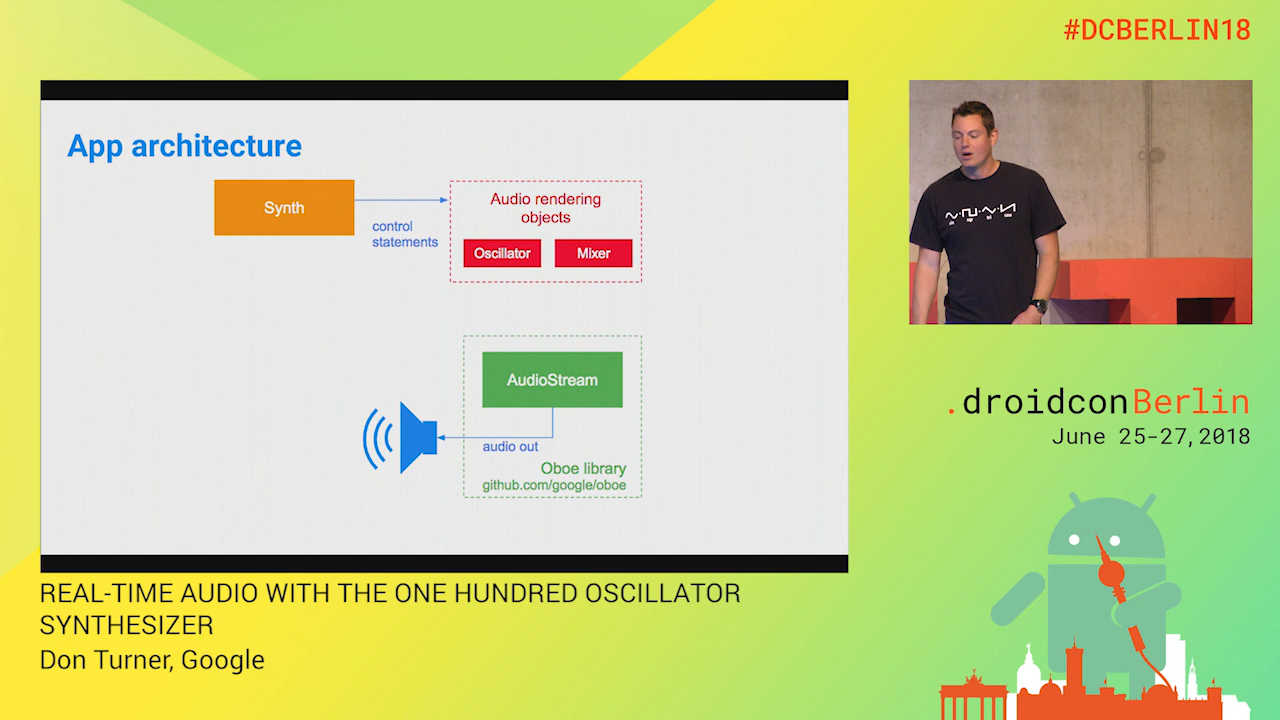 #DCBERLIN18
App architecture
Synth
control
statements
Audio rendering
objects
Oscillator
Mixer
AudioStream
audio out
Oboe library
github.com/google/oboe
.droidconBerlin
June 25-27, 2018
REAL-TIME AUDIO WITH THE ONE HUNDRED OSCILLATOR
SYNTHESIZER
Don Turner, Google